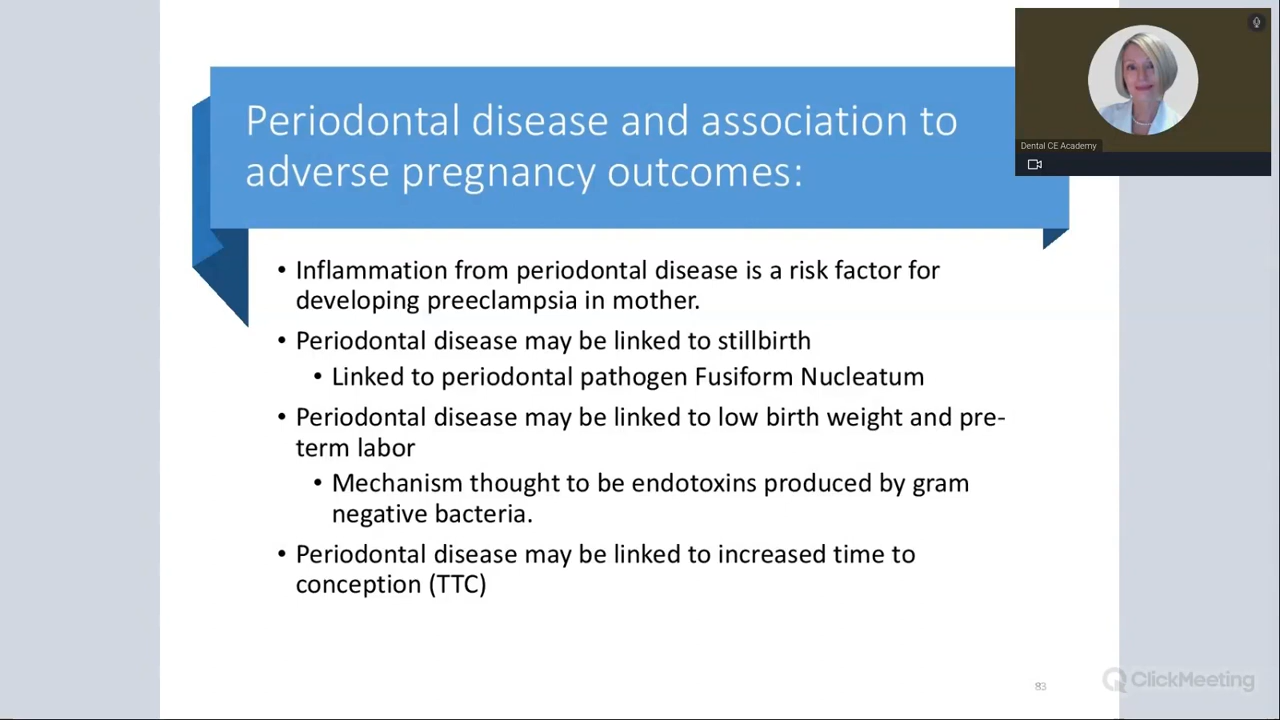 Periodontal disease and association to
adverse pregnancy outcomes:
Dental CE Academy
• Inflammation from periodontal disease is a risk factor for
developing preeclampsia in mother.
• Periodontal disease may be linked to stillbirth
• Linked to periodontal pathogen Fusiform Nucleatum
• Periodontal disease may be linked to low birth weight and pre-
term labor
• Mechanism thought to be endotoxins produced by gram
negative bacteria.
• Periodontal disease may be linked to increased time to
conception (TTC)
83
ClickMeeting